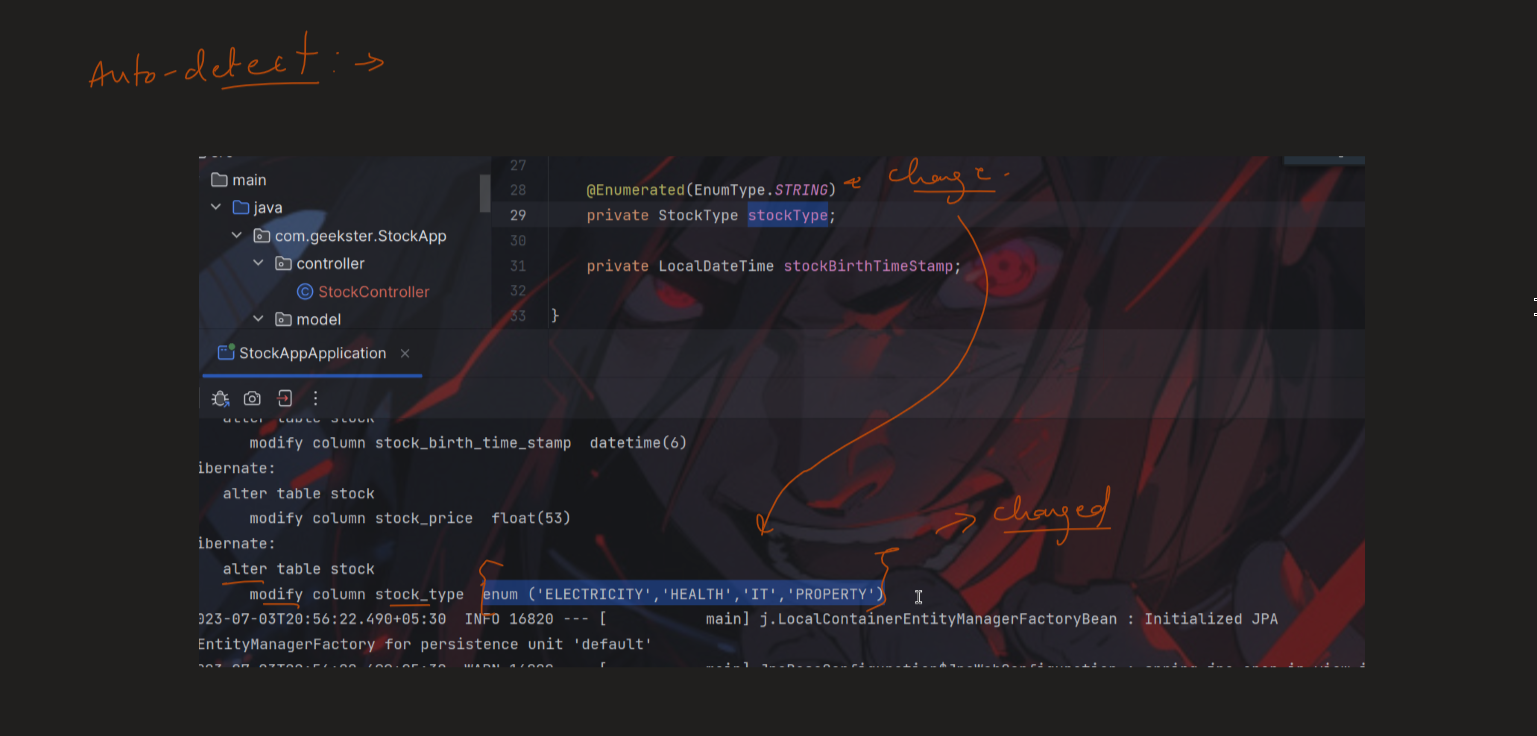 Auto-detect : →
main
java
com.geekster.StockApp
controller
StockController
model
27
28 @Enumerated(EnumType.STRING) ← change.
29 private StockType stockType;
30
31 private LocalDateTime stockBirthTimeStamp;
32
33 }
StockAppApplication
alter table stock
modify column stock_birth_time_stamp datetime(6)
ibernate:
alter table stock
modify column stock_price float(53)
→ changed
ibernate:
alter table stock
modify column stock_type enum ('ELECTRICITY','HEALTH','IT','PROPERTY')
023-07-03T20:56:22.490+05:30 INFO 16820 --- [ main] j.LocalContainerEntityManagerFactoryBean : Initialized JPA
EntityManagerFactory for persistence unit 'default'